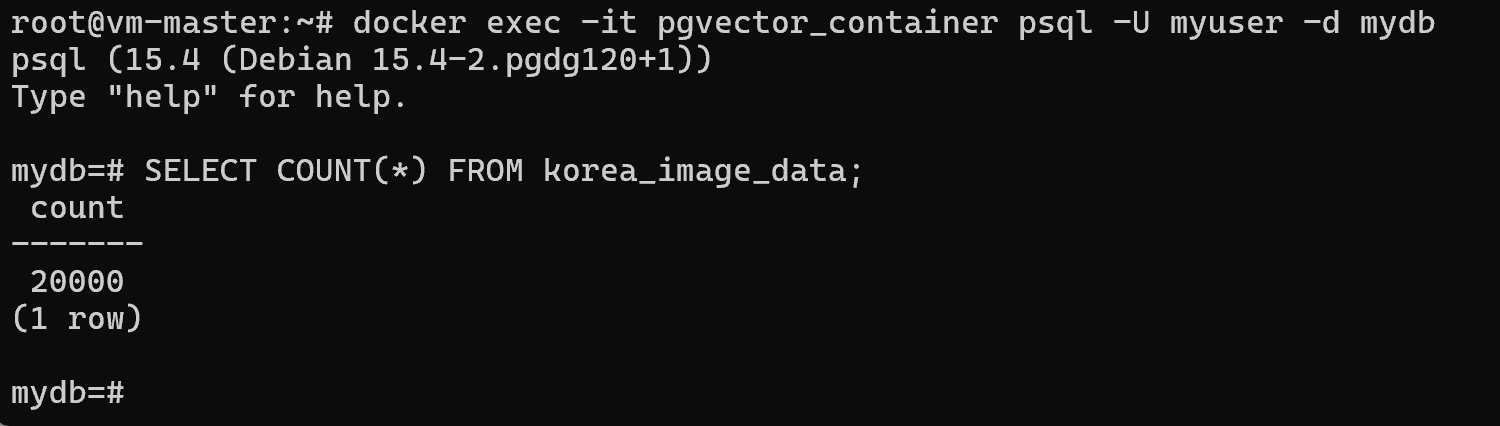 root@vm-master:~# docker exec -it pgvector_container psql -U myuser -d mydb
psql (15.4 (Debian 15.4-2.pgdg120+1))
Type "help" for help.
mydb=# SELECT COUNT(*) FROM korea_image_data;
count
-------
20000
(1 row)
mydb=#